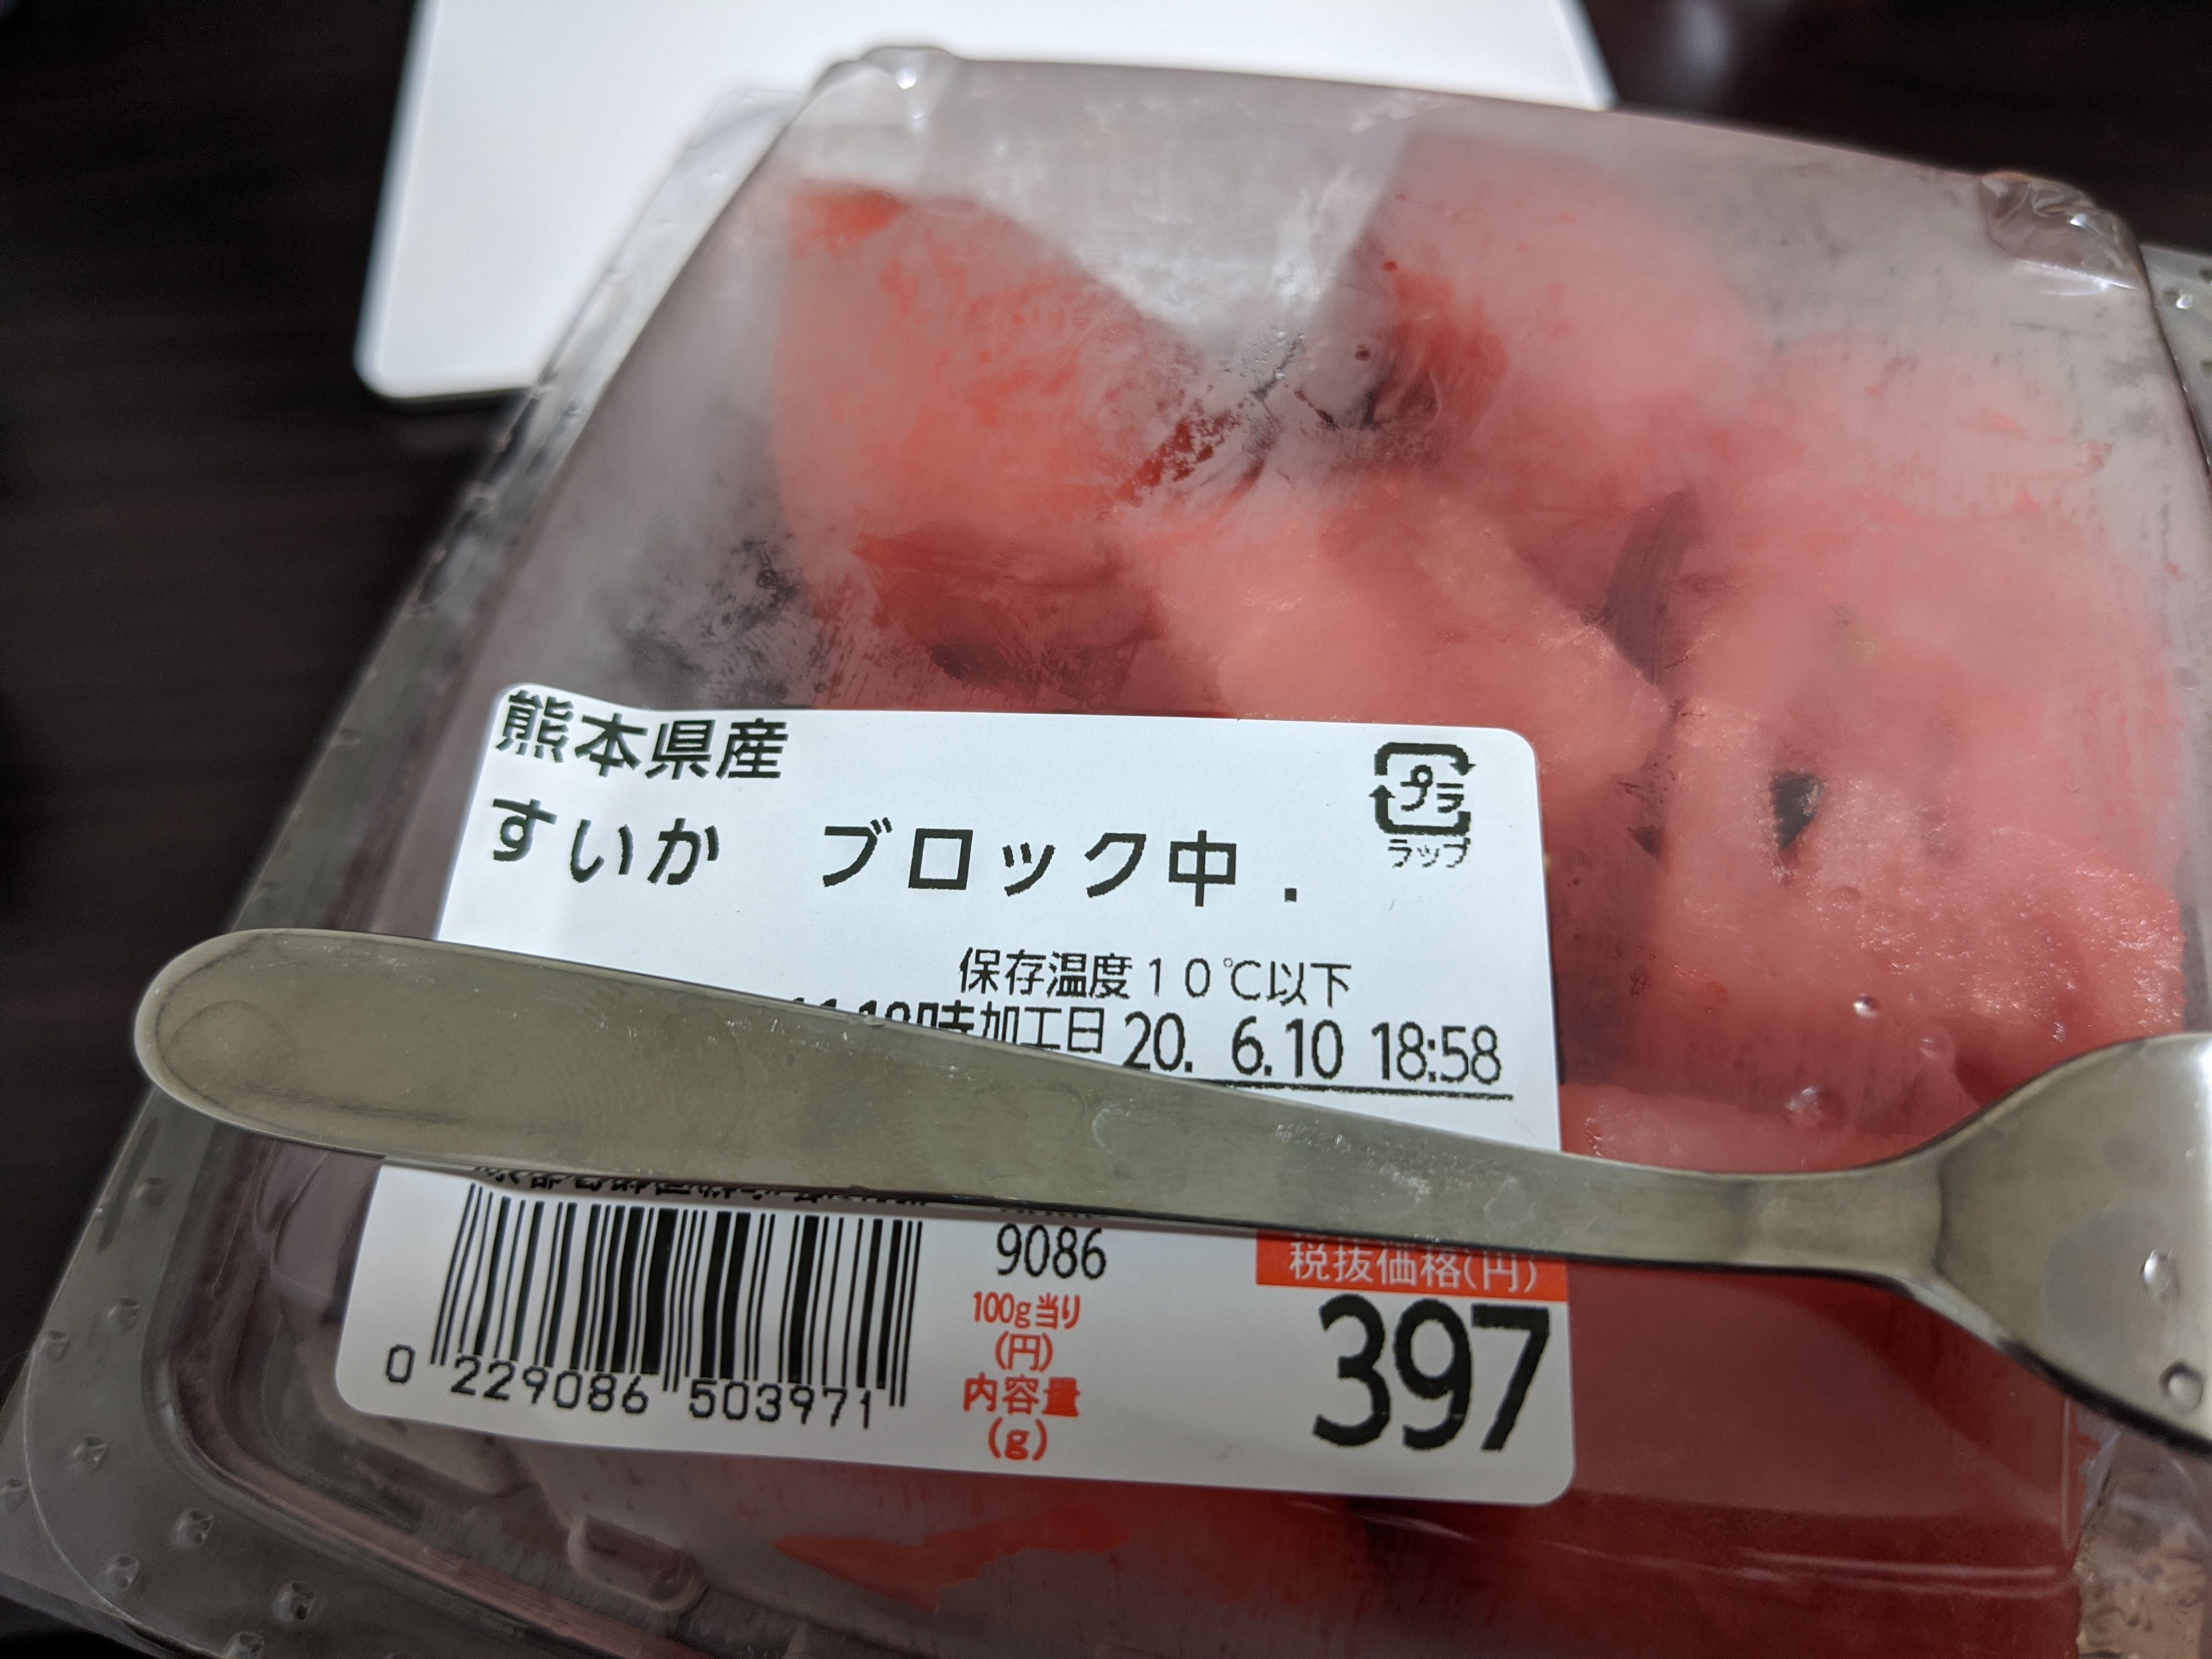 熊本県産
すいか ブロック中.
プラ
ラップ
保存温度10℃以下
加工日 20. 6.10 18:58
9086
税抜価格(円)
100g当り
(円)
397
内容量
(g)
0 229086 503971